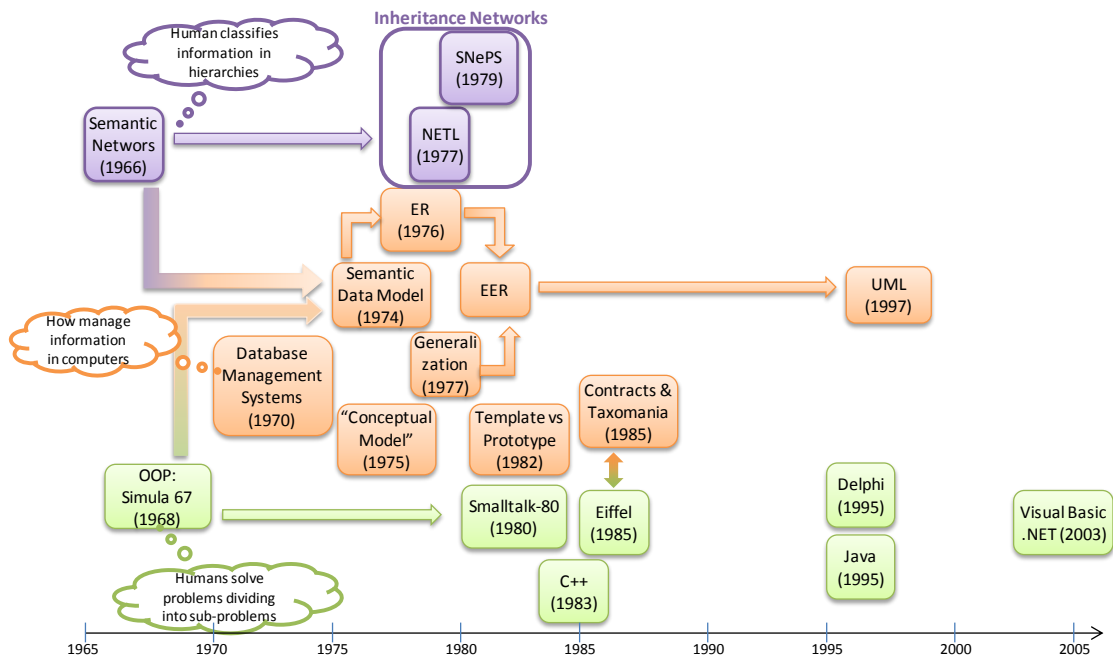 Inheritance Networks
Human classifies
information in
hierarchies
SNePS
(1979)
Semantic
Networs
(1966)
NETL
(1977)
ER
(1976)
Semantic
Data Model
(1974)
EER
UML
(1997)
How manage
information
in computers
Database
Management
Systems
(1970)
Generali
zation
(1977)
"Conceptual
Model"
(1975)
Template vs
Prototype
(1982)
Contracts &
Taxomania
(1985)
OOP:
Simula 67
(1968)
Smalltalk-80
(1980)
Eiffel
(1985)
Delphi
(1995)
Visual Basic
.NET (2003)
Java
(1995)
C++
(1983)
Humans solve
problems dividing
into sub-problems
1965
1970
1975
1980
1985
1990
1995
2000
2005